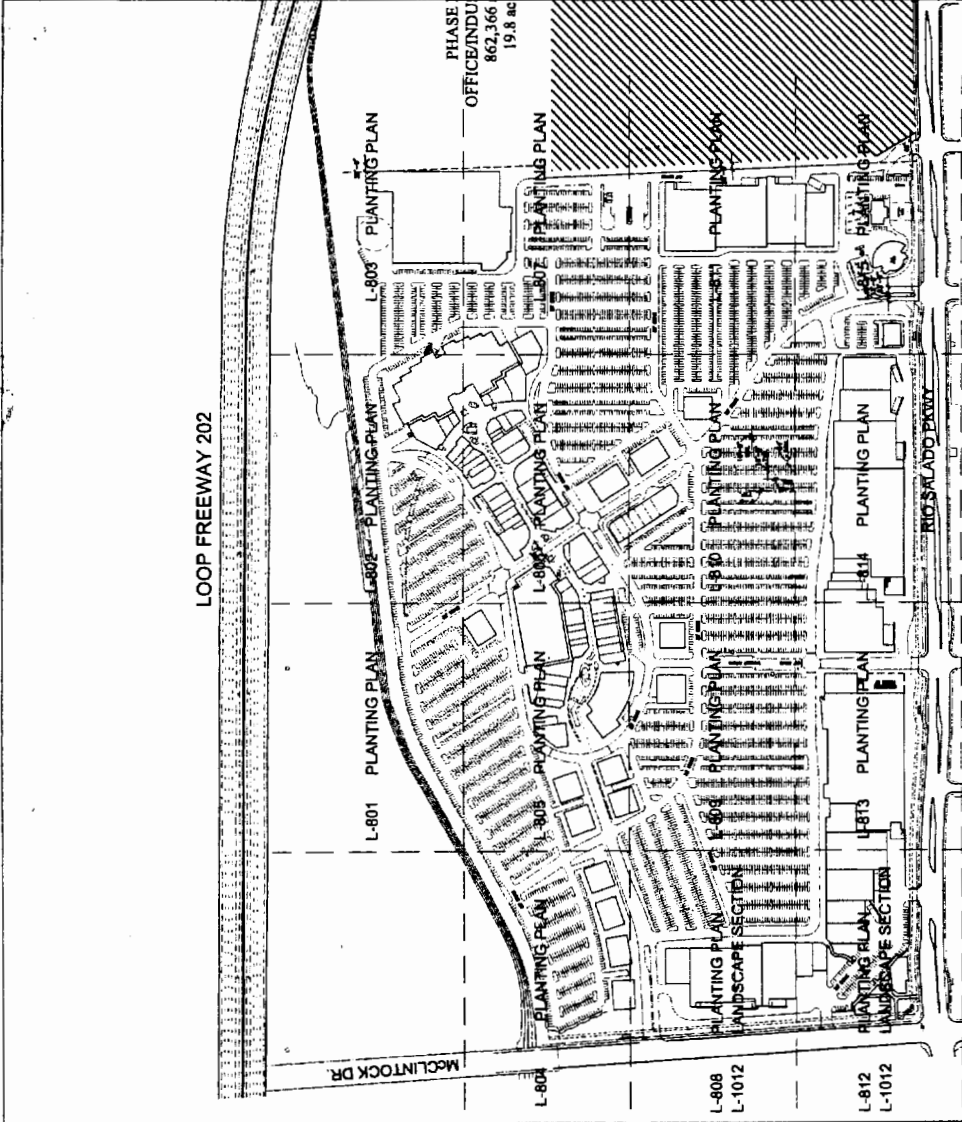 LOOP FREEWAY 202
PHASE
OFFICE/INDU
862,366
19.8 ac
L-803 PLANTING PLAN
L-802 PLANTING PLAN
L-801 PLANTING PLAN
L-807 PLANTING PLAN
L-806 PLANTING PLAN
L-805 PLANTING PLAN
L-804 PLANTING PLAN
L-811 PLANTING PLAN
L-810 PLANTING PLAN
L-809 PLANTING PLAN
L-808 PLANTING PLAN
L-1012 LANDSCAPE SECTION
L-815 PLANTING PLAN
L-814 PLANTING PLAN
L-813 PLANTING PLAN
L-812 PLANTING PLAN
L-1012 LANDSCAPE SECTION
McCLINTOCK DR.
RIO SALADO PKWY